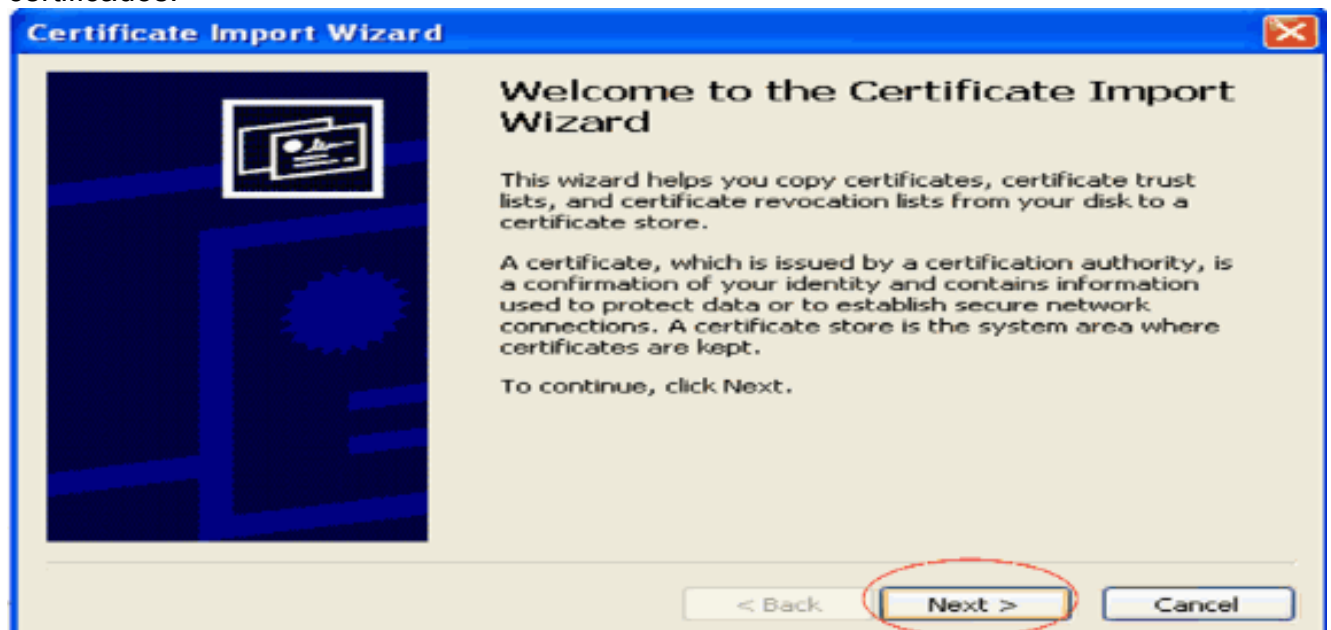 certificados.
Certificate Import Wizard
Welcome to the Certificate Import
Wizard
This wizard helps you copy certificates, certificate trust
lists, and certificate revocation lists from your disk to a
certificate store.
A certificate, which is issued by a certification authority, is
a confirmation of your identity and contains information
used to protect data or to establish secure network
connections. A certificate store is the system area where
certificates are kept.
To continue, click Next.
< Back
Next >
Cancel